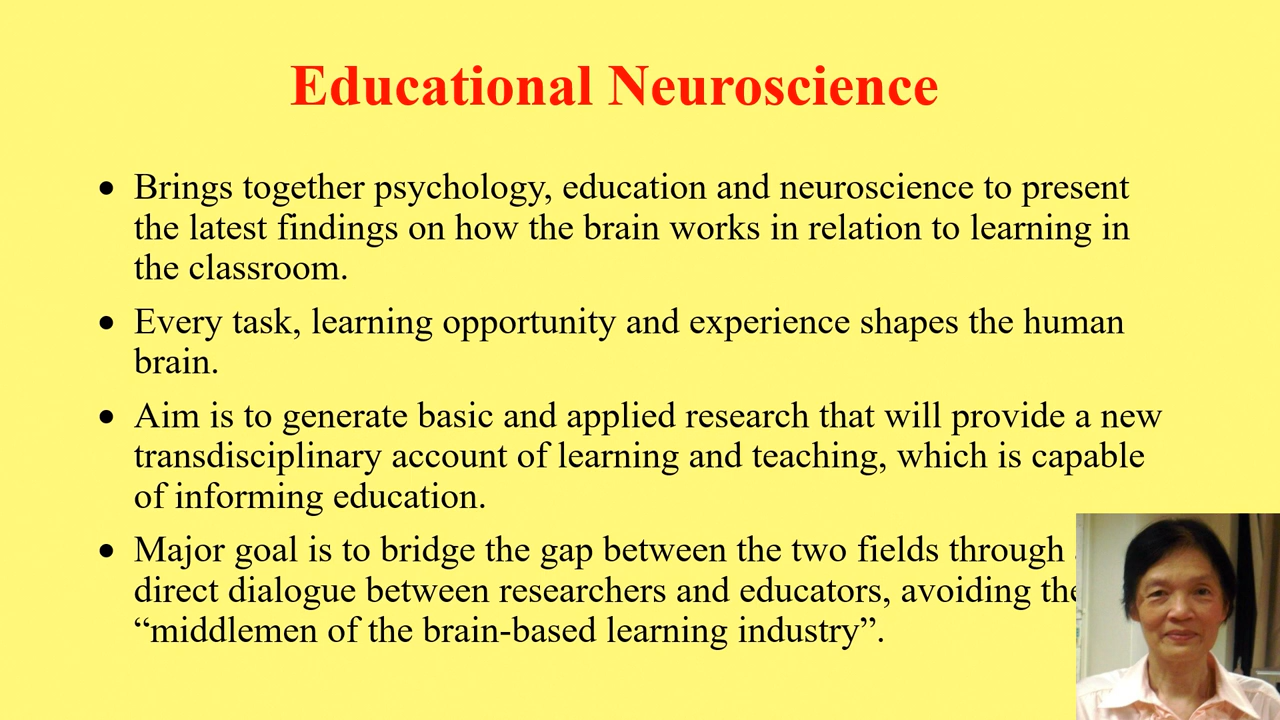 Educational Neuroscience
• Brings together psychology, education and neuroscience to present
the latest findings on how the brain works in relation to learning in
the classroom.
• Every task, learning opportunity and experience shapes the human
brain.
• Aim is to generate basic and applied research that will provide a new
transdisciplinary account of learning and teaching, which is capable
of informing education.
• Major goal is to bridge the gap between the two fields through
direct dialogue between researchers and educators, avoiding the
“middlemen of the brain-based learning industry”.